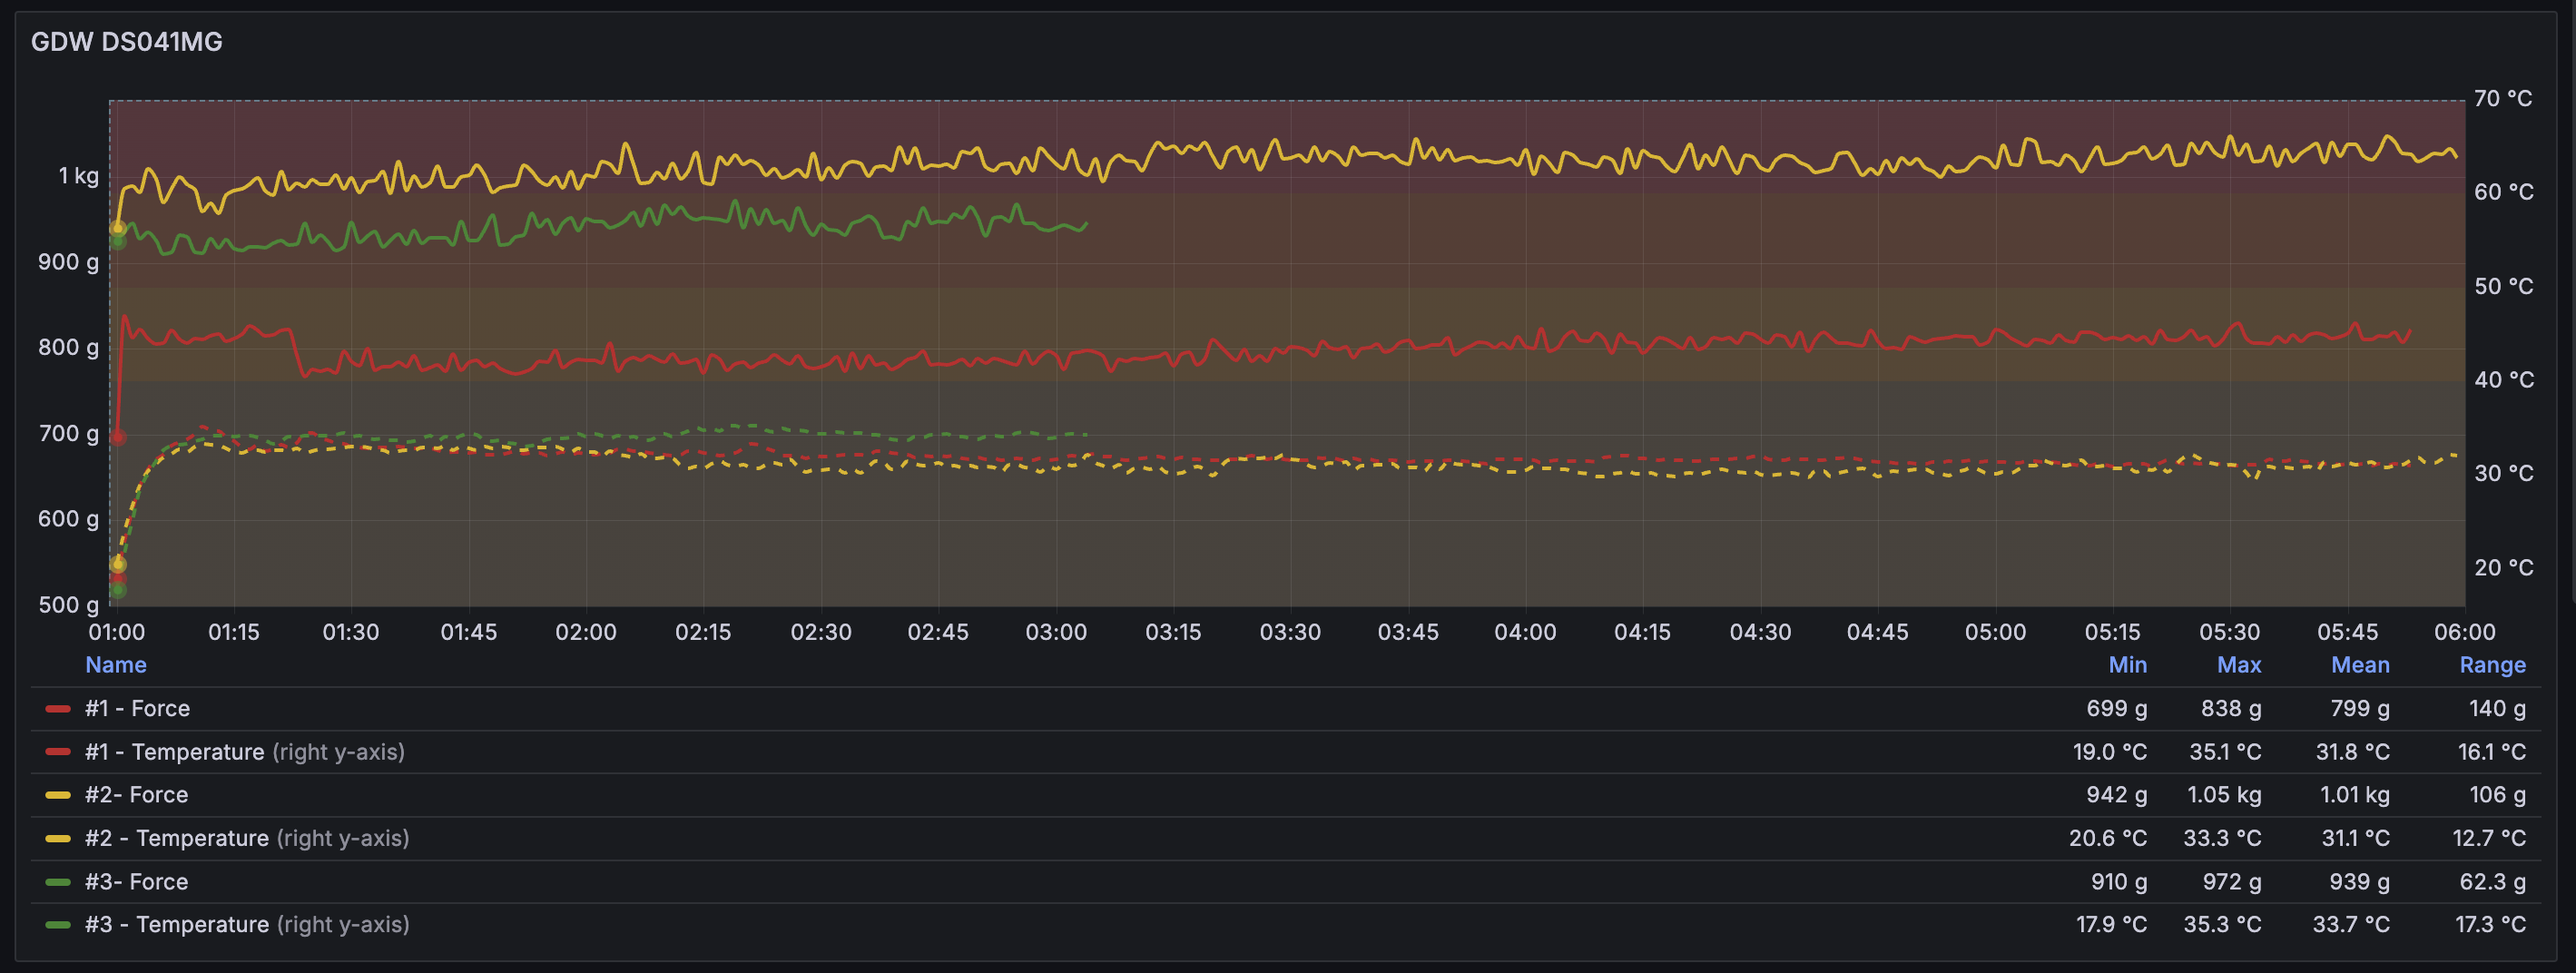 GDW DS041MG
70 °C
1 kg
60 °C
900 g
50 °C
800 g
40 °C
700 g
30 °C
600 g
20 °C
500 g
01:00 01:15 01:30 01:45 02:00 02:15 02:30 02:45 03:00 03:15 03:30 03:45 04:00 04:15 04:30 04:45 05:00 05:15 05:30 05:45 06:00
Name Min Max Mean Range
#1 - Force 699 g 838 g 799 g 140 g
#1 - Temperature (right y-axis) 19.0 °C 35.1 °C 31.8 °C 16.1 °C
#2- Force 942 g 1.05 kg 1.01 kg 106 g
#2 - Temperature (right y-axis) 20.6 °C 33.3 °C 31.1 °C 12.7 °C
#3- Force 910 g 972 g 939 g 62.3 g
#3 - Temperature (right y-axis) 17.9 °C 35.3 °C 33.7 °C 17.3 °C